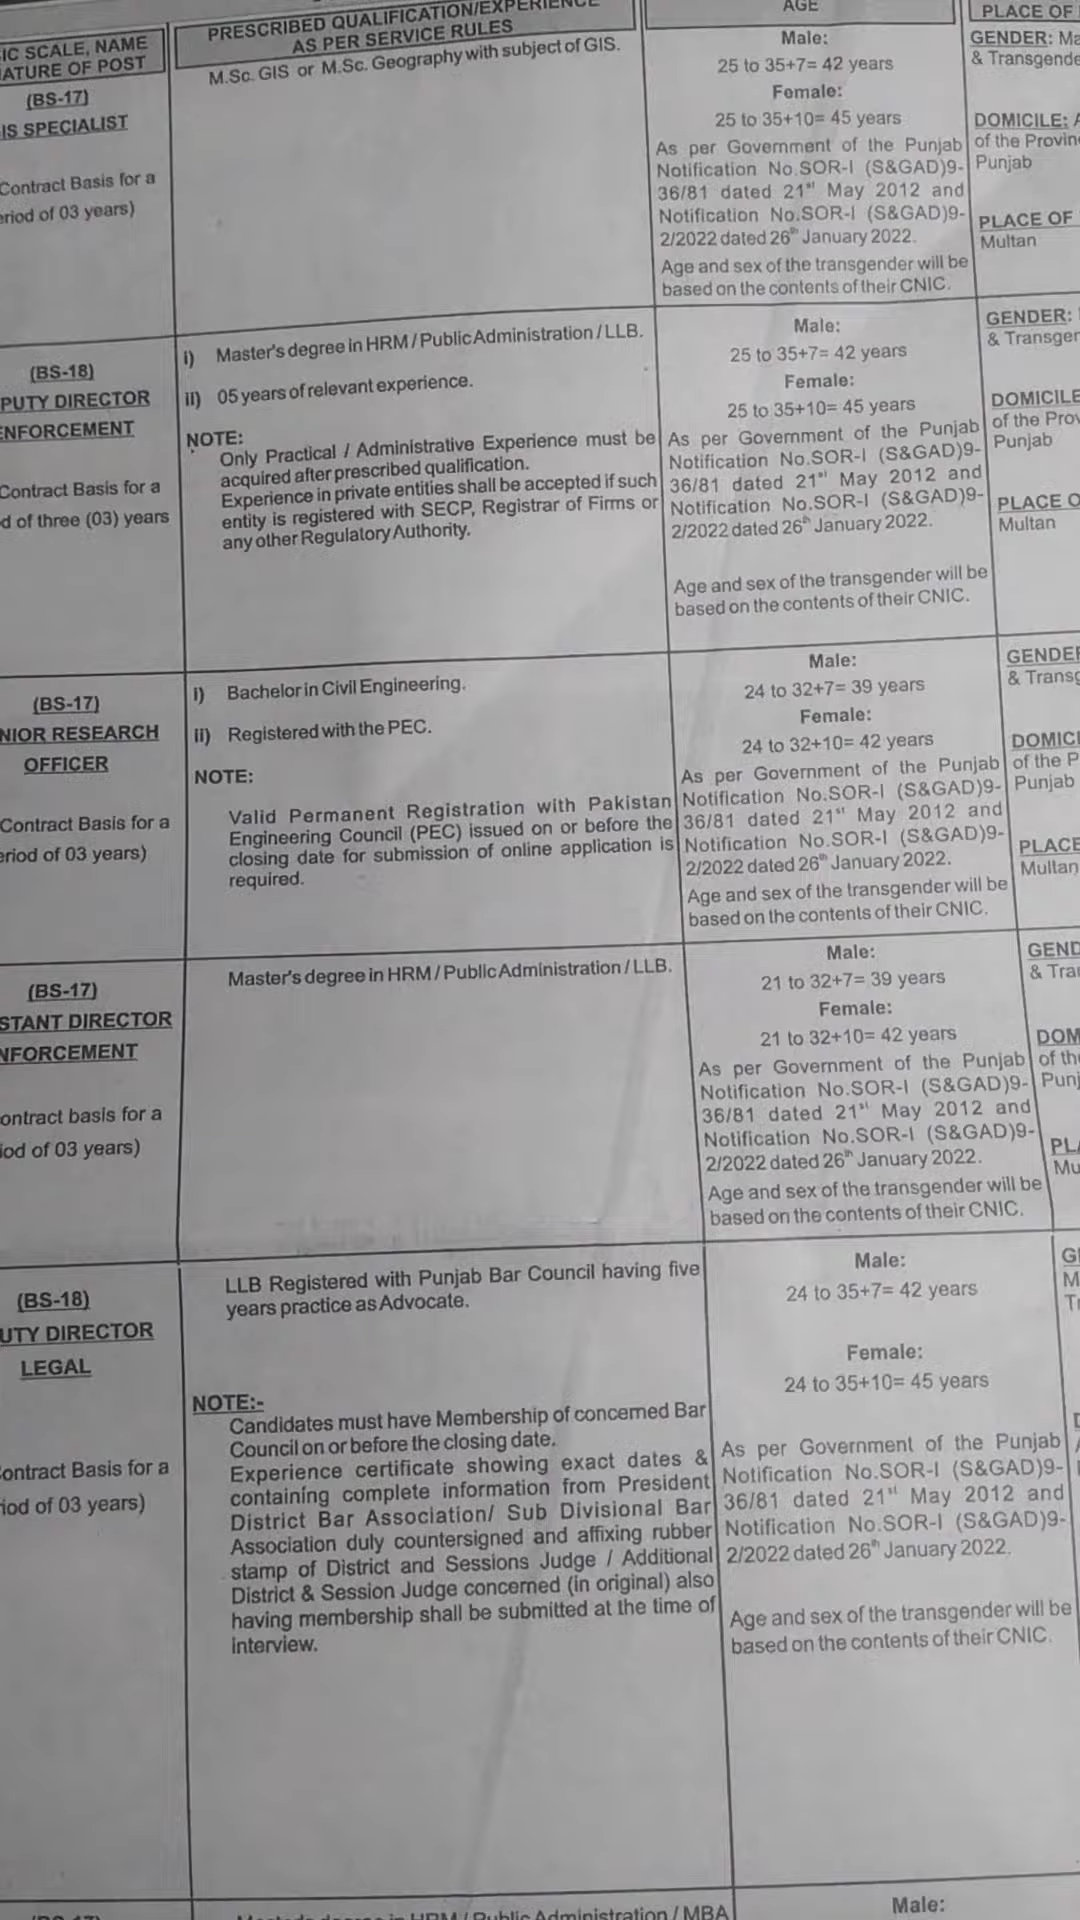 IC SCALE, NAME
ATURE OF POST
PRESCRIBED QUALIFICATION/EXPERIENCE
AS PER SERVICE RULES
AGE
PLACE OF
(BS-17)
IS SPECIALIST
Contract Basis for a
eriod of 03 years)
M.Sc. GIS or M.Sc. Geography with subject of GIS.
Male:
25 to 35+7= 42 years
Female:
25 to 35+10= 45 years
As per Government of the Punjab
Notification No.SOR-I (S&GAD)9-
36/81 dated 21st May 2012 and
Notification No.SOR-I (S&GAD)9-
2/2022 dated 26th January 2022.
Age and sex of the transgender will be
based on the contents of their CNIC.
GENDER: Ma
& Transgende
DOMICILE: A
of the Provin
Punjab
PLACE OF
Multan
(BS-18)
PUTY DIRECTOR
ENFORCEMENT
Contract Basis for a
d of three (03) years
i) Master's degree in HRM / Public Administration / LLB.
ii) 05 years of relevant experience.
NOTE:
Only Practical / Administrative Experience must be
acquired after prescribed qualification.
Experience in private entities shall be accepted if such
entity is registered with SECP, Registrar of Firms or
any other Regulatory Authority.
Male:
25 to 35+7= 42 years
Female:
25 to 35+10= 45 years
As per Government of the Punjab
Notification No.SOR-I (S&GAD)9-
36/81 dated 21st May 2012 and
Notification No.SOR-I (S&GAD)9-
2/2022 dated 26th January 2022.
Age and sex of the transgender will be
based on the contents of their CNIC.
GENDER:
& Transger
DOMICILE
of the Prov
Punjab
PLACE O
Multan
(BS-17)
NIOR RESEARCH
OFFICER
Contract Basis for a
eriod of 03 years)
i) Bachelor in Civil Engineering.
ii) Registered with the PEC.
NOTE:
Valid Permanent Registration with Pakistan
Engineering Council (PEC) issued on or before the
closing date for submission of online application is
required.
Male:
24 to 32+7= 39 years
Female:
24 to 32+10= 42 years
As per Government of the Punjab
Notification No.SOR-I (S&GAD)9-
36/81 dated 21st May 2012 and
Notification No.SOR-I (S&GAD)9-
2/2022 dated 26th January 2022.
Age and sex of the transgender will be
based on the contents of their CNIC.
GENDER
& Transg
DOMICI
of the P
Punjab
PLACE
Multan
(BS-17)
STANT DIRECTOR
NFORCEMENT
ontract basis for a
iod of 03 years)
Master's degree in HRM / Public Administration / LLB.
Male:
21 to 32+7= 39 years
Female:
21 to 32+10= 42 years
As per Government of the Punjab
Notification No.SOR-I (S&GAD)9-
36/81 dated 21st May 2012 and
Notification No.SOR-I (S&GAD)9-
2/2022 dated 26th January 2022.
Age and sex of the transgender will be
based on the contents of their CNIC.
GEND
& Tra
DOM
of the
Punj
PLA
Mu
(BS-18)
UTY DIRECTOR
LEGAL
ontract Basis for a
iod of 03 years)
LLB Registered with Punjab Bar Council having five
years practice as Advocate.
NOTE:-
Candidates must have Membership of concerned Bar
Council on or before the closing date.
Experience certificate showing exact dates &
containing complete information from President
District Bar Association/ Sub Divisional Bar
Association duly countersigned and affixing rubber
stamp of District and Sessions Judge / Additional
District & Session Judge concerned (in original) also
having membership shall be submitted at the time of
interview.
Male:
24 to 35+7= 42 years
Female:
24 to 35+10= 45 years
As per Government of the Punjab
Notification No.SOR-I (S&GAD)9-
36/81 dated 21st May 2012 and
Notification No.SOR-I (S&GAD)9-
2/2022 dated 26th January 2022.
Age and sex of the transgender will be
based on the contents of their CNIC.
GE
M
Tr
Master's degree in HRM / Public Administration / MBA
Male: